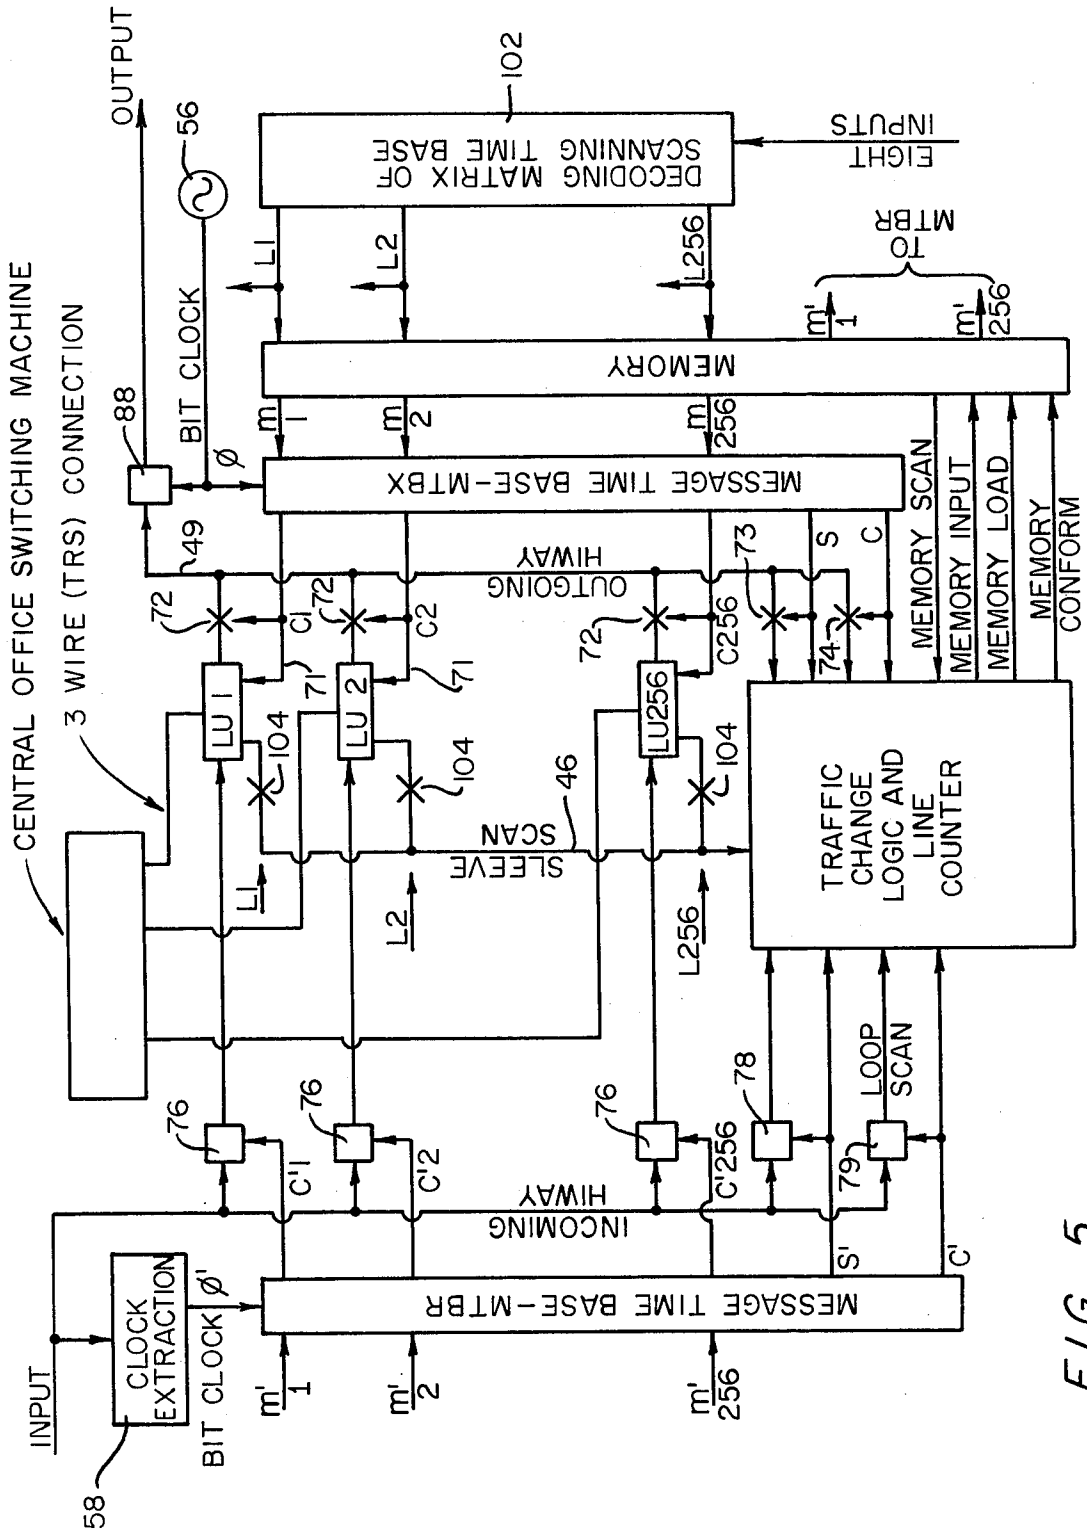 CENTRAL OFFICE SWITCHING MACHINE
3 WIRE (TRS) CONNECTION
INPUT
58
CLOCK
EXTRACTION
BIT CLOCK ϕ'
MESSAGE TIME BASE-MTBR
m'
1
m'
2
m'
256
INCOMING
HIWAY
C'1
C'2
C'256
S'
C'
76
76
76
78
79
LOOP
SCAN
L1
L2
L256
SLEEVE
SCAN
46
104
104
104
LU 1
LU 2
LU256
71
71
72
72
72
73
74
C1
C2
C256
S
C
49
OUTGOING
HIWAY
88
OUTPUT
BIT CLOCK
ϕ
56
MESSAGE TIME BASE-MTBX
m
1
m
2
m
256
MEMORY
L1
L2
L256
DECODING MATRIX OF
SCANNING TIME BASE
102
EIGHT
INPUTS
m'
1
m'
256
TO
MTBR
TRAFFIC
CHANGE
LOGIC AND
LINE
COUNTER
MEMORY SCAN
MEMORY INPUT
MEMORY LOAD
MEMORY
CONFORM
FIG. 5